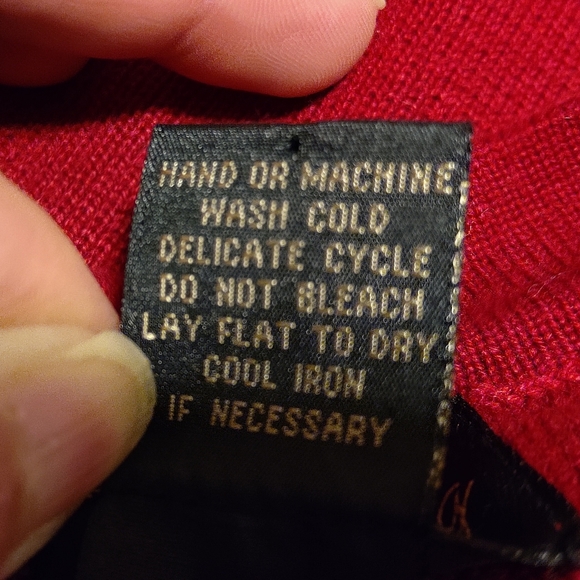 HAND OR MACHINE
WASH COLD
DELICATE CYCLE
DO NOT BLEACH
LAY FLAT TO DRY
COOL IRON
IF NECESSARY